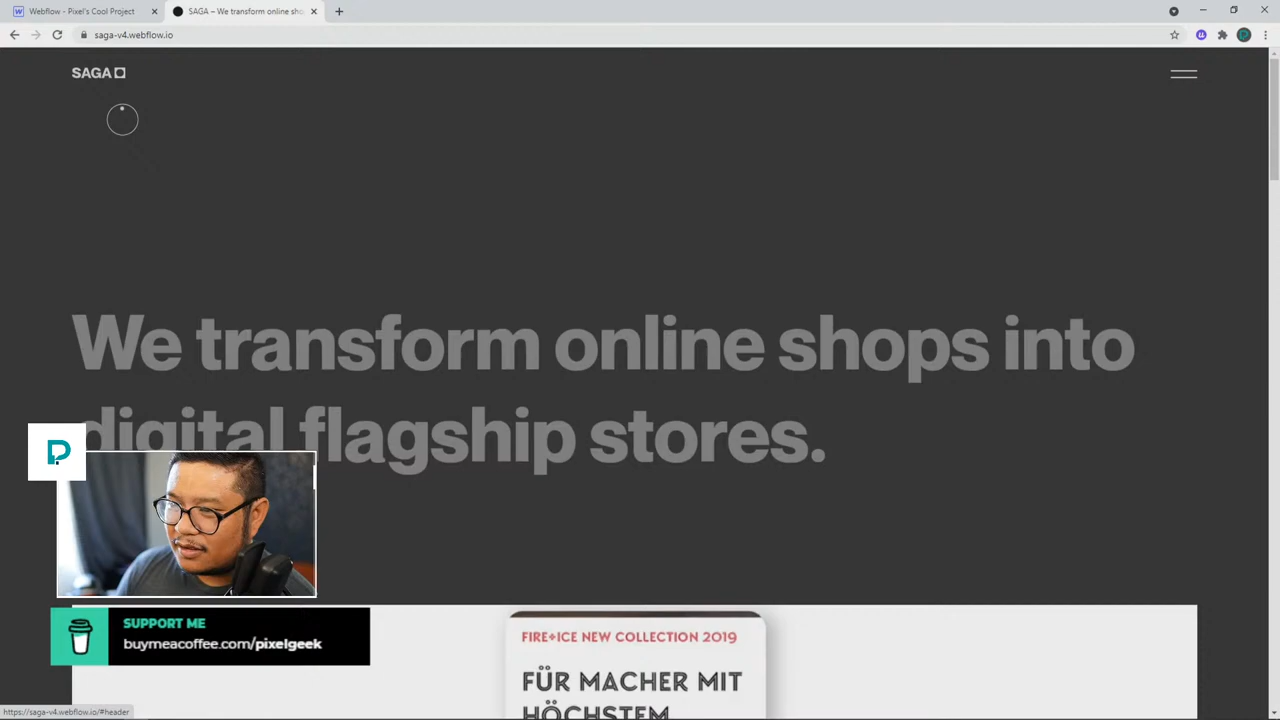 Webflow - Pixel's Cool Project
SAGA – We transform online sho
saga-v4.webflow.io
SAGA
We transform online shops into
digital flagship stores.
SUPPORT ME
buymeacoffee.com/pixelgeek
FIRE+ICE NEW COLLECTION 2019
FÜR MACHER MIT
HÖCHSTEM
https://saga-v4.webflow.io/#header